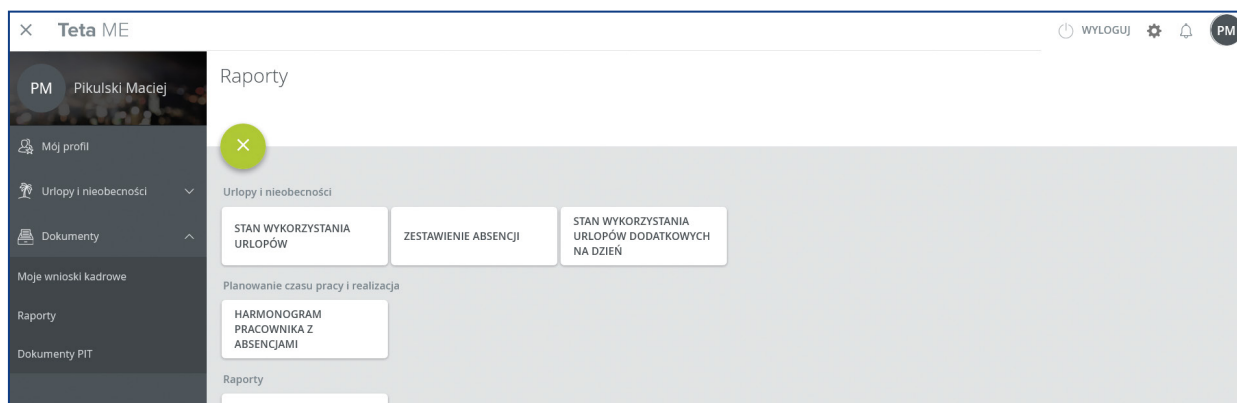 Teta ME
WYLOGUJ
PM
PM
Pikulski Maciej
Mój profil
Urlopy i nieobecności
Dokumenty
Moje wnioski kadrowe
Raporty
Dokumenty PIT
Raporty
Urlopy i nieobecności
STAN WYKORZYSTANIA
URLOPÓW
ZESTAWIENIE ABSENCJI
STAN WYKORZYSTANIA
URLOPÓW DODATKOWYCH
NA DZIEŃ
Planowanie czasu pracy i realizacja
HARMONOGRAM
PRACOWNIKA Z
ABSENCJAMI
Raporty